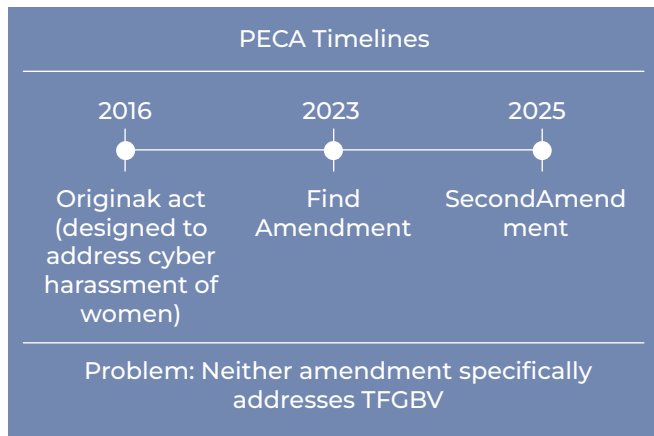 PECA Timelines
2016
2023
2025
Originak act
(designed to
address cyber
harassment of
women)
Find
Amendment
SecondAmend
ment
Problem: Neither amendment specifically
addresses TFGBV